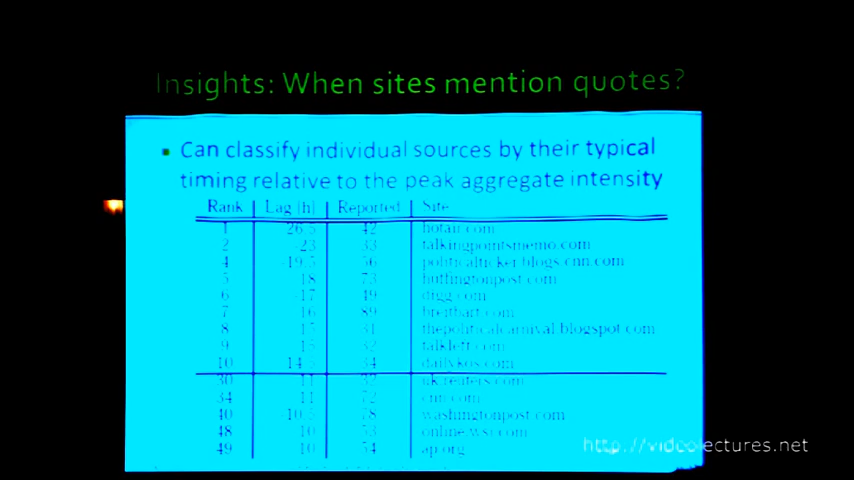 Insights: When sites mention quotes?
Can classify individual sources by their typical
timing relative to the peak aggregate intensity
Rank Lag [h] Reported Site
1 26.5 42 hotair.com
2 -23 33 talkingpointsmemo.com
4 -19.5 56 politicalticker.blogs.cnn.com
5 18 73 huffingtonpost.com
6 -17 49 digg.com
7 16 89 breitbart.com
8 15 31 thepoliticalcarnival.blogspot.com
9 15 32 talkleft.com
10 14. 34 dailykos.com
30 11 32 uk.reuters.com
34 11 72 cnn.com
40 -10.5 78 washingtonpost.com
48 10 53 online.wsj.com
49 10 54 ap.org
http://videolectures.net